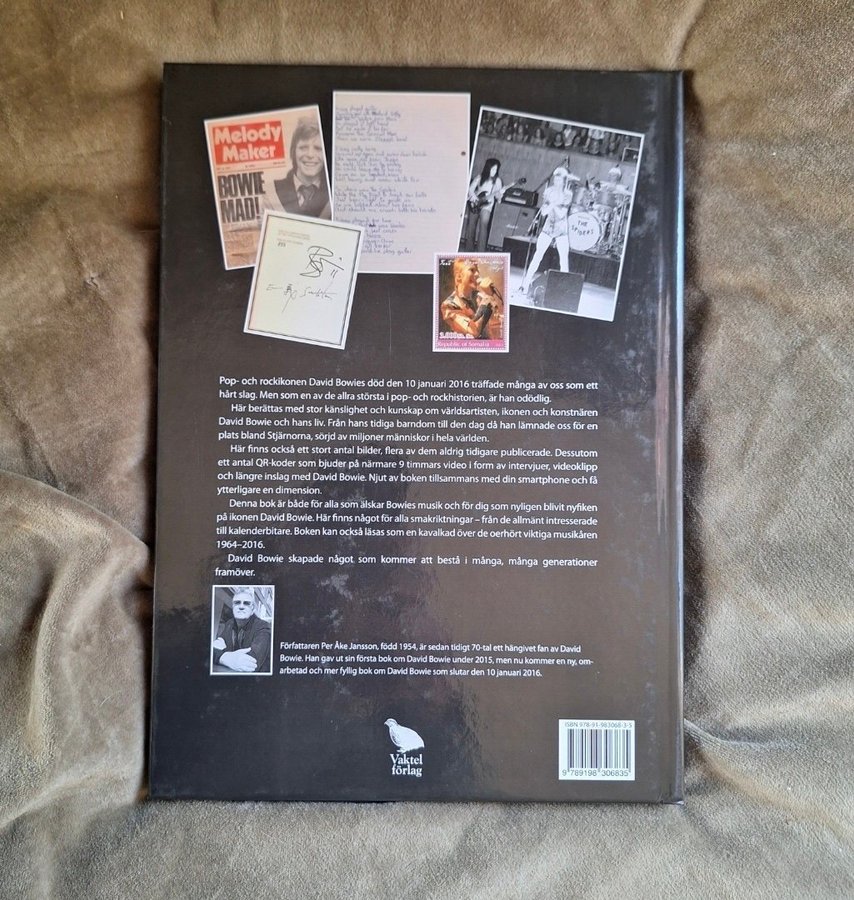 Melody
Maker
BOWIE
MAD!
THE
SPIDERS
Republic of Somalia
Pop- och rockikonen David Bowies död den 10 januari 2016 träffade många av oss som ett
hårt slag. Men som en av de allra största i pop- och rockhistorien, är han odödlig.
Här berättas med stor känslighet och kunskap om världsartisten, ikonen och konstnären
David Bowie och hans liv. Från hans tidiga barndom till den dag då han lämnade oss för en
plats bland Stjärnorna, sörjd av miljoner människor i hela världen.
Här finns också ett stort antal bilder, flera av dem aldrig tidigare publicerade. Dessutom
ett antal QR-koder som bjuder på närmare 9 timmars video i form av intervjuer, videoklipp
och längre inslag med David Bowie. Njut av boken tillsammans med din smartphone och få
ytterligare en dimension.
Denna bok är både för alla som älskar Bowies musik och för dig som nyligen blivit nyfiken
på ikonen David Bowie. Här finns något för alla smakriktningar – från de allmänt intresserade
till kalenderbitare. Boken kan också läsas som en kavalkad över de oerhört viktiga musikåren
1964–2016.
David Bowie skapade något som kommer att bestå i många, många generationer
framöver.
Författaren Per Åke Jansson, född 1954, är sedan tidigt 70-tal ett hängivet fan av David
Bowie. Han gav ut sin första bok om David Bowie under 2015, men nu kommer en ny, om-
arbetad och mer fyllig bok om David Bowie som slutar den 10 januari 2016.
Vaktel
förlag
ISBN 978-91-983068-3-5
9 789198 306835